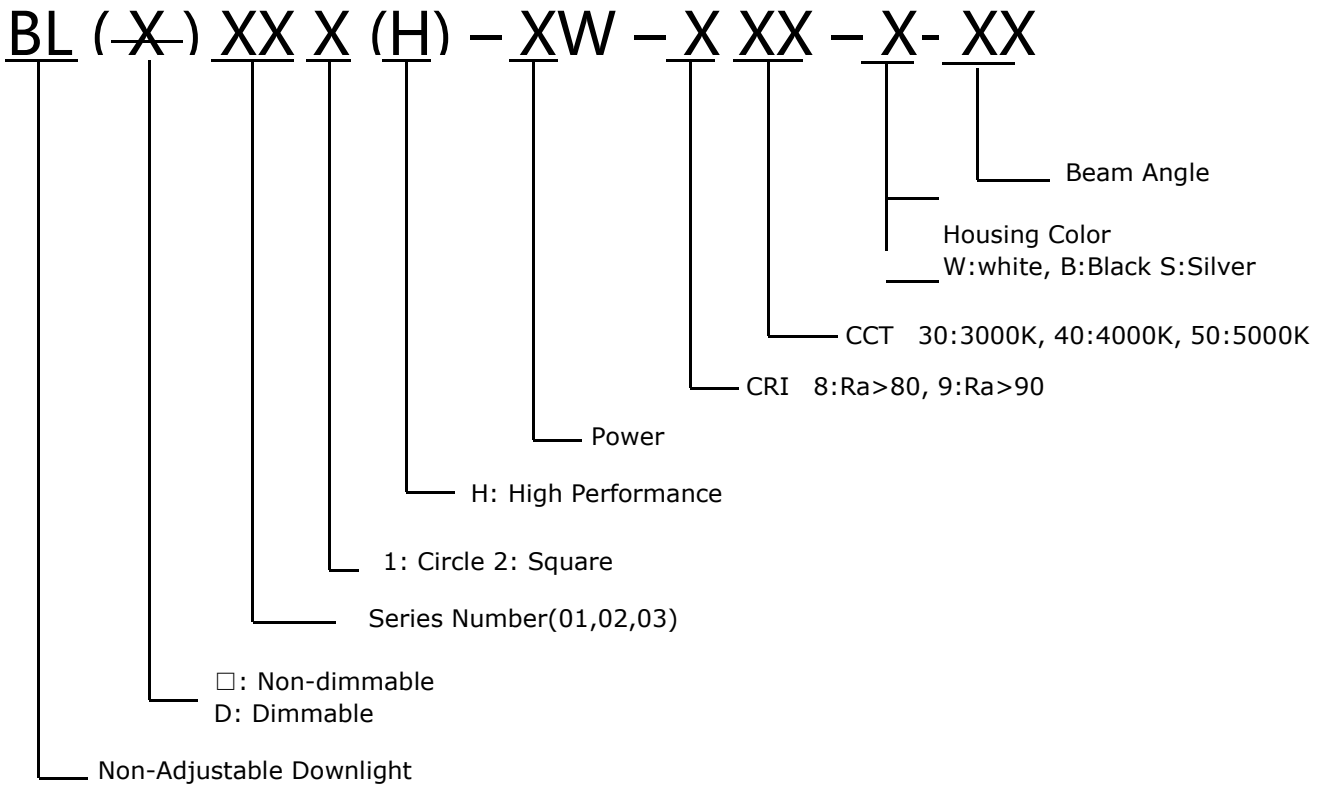 BL (X) XX X (H) – XW – X XX – X- XX
Beam Angle
Housing Color
W:white, B:Black S:Silver
CCT 30:3000K, 40:4000K, 50:5000K
CRI 8:Ra>80, 9:Ra>90
Power
H: High Performance
1: Circle 2: Square
Series Number(01,02,03)
□: Non-dimmable
D: Dimmable
Non-Adjustable Downlight